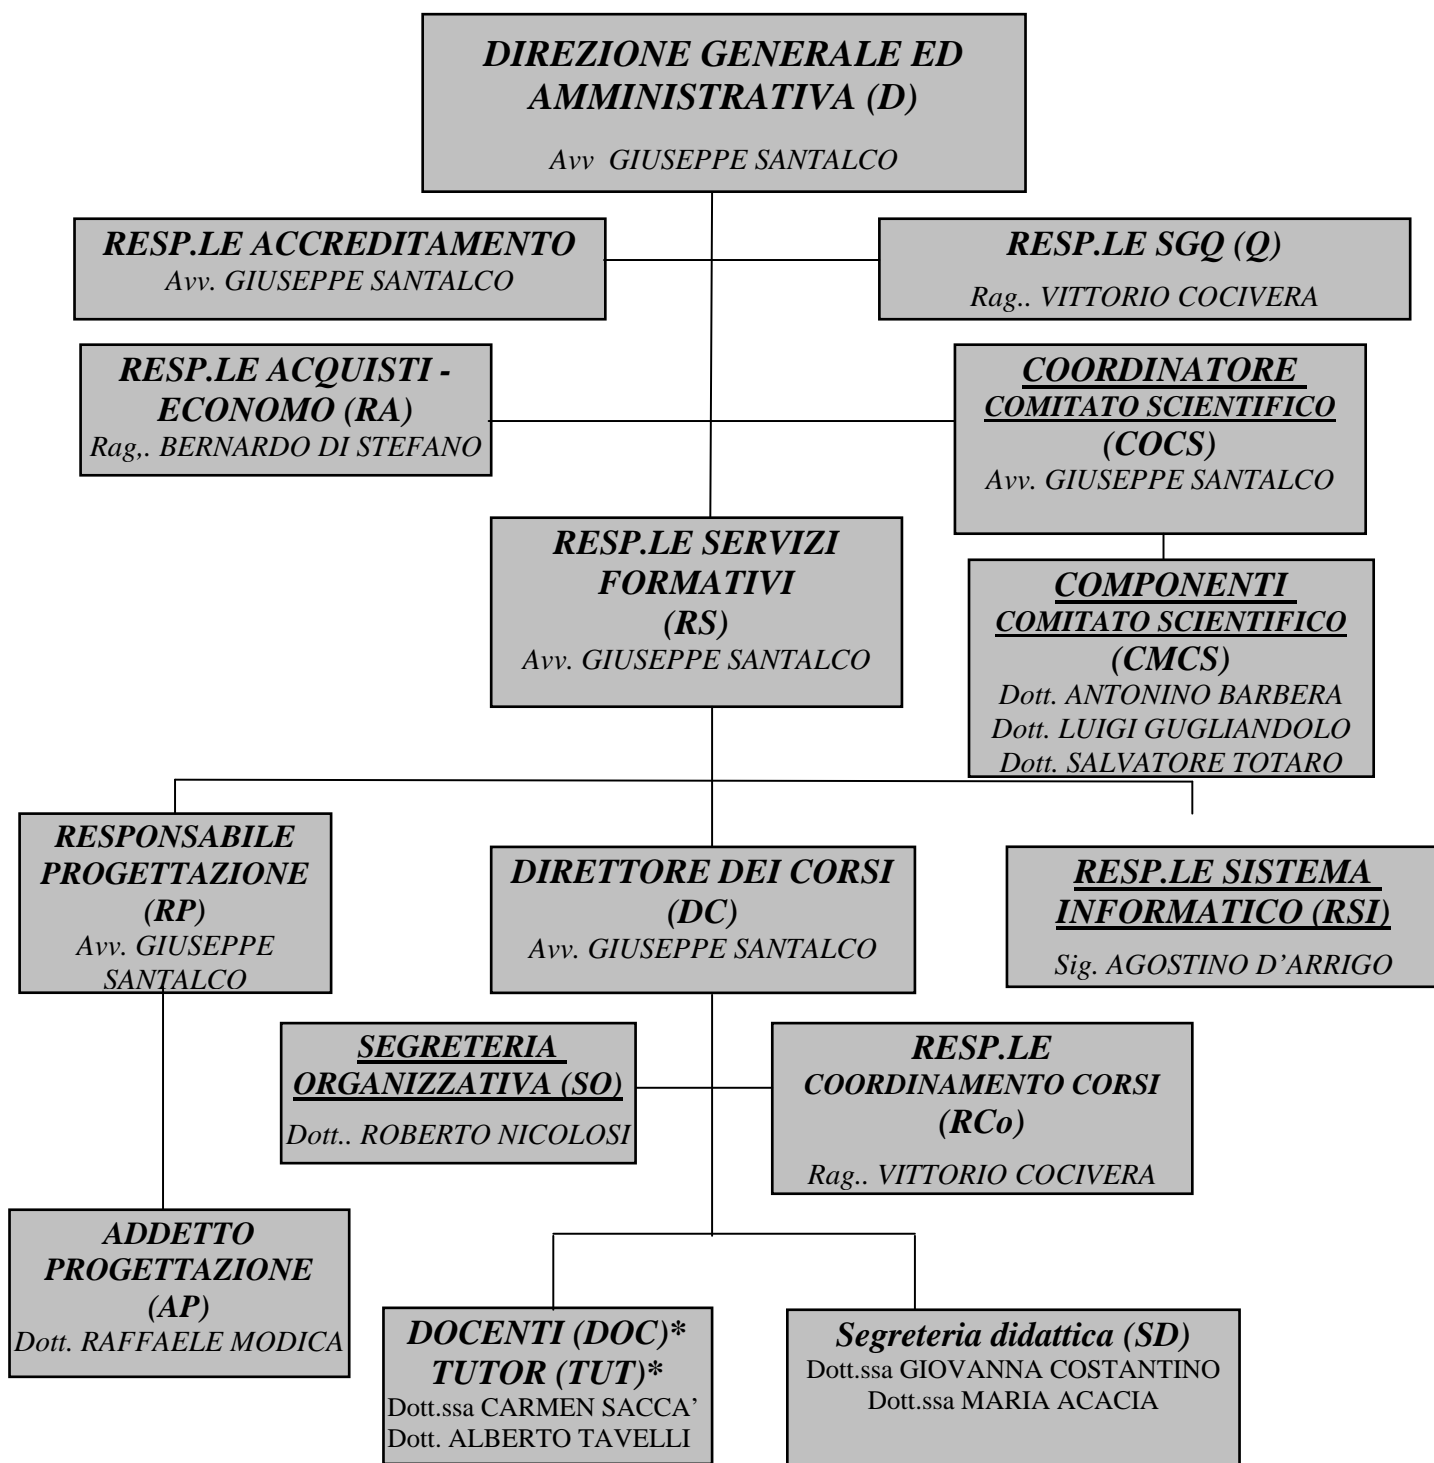 DIREZIONE GENERALE ED
AMMINISTRATIVA (D)
Avv GIUSEPPE SANTALCO
RESP.LE ACCREDITAMENTO
Avv. GIUSEPPE SANTALCO
RESP.LE SGQ (Q)
Rag.. VITTORIO COCIVERA
RESP.LE ACQUISTI -
ECONOMO (RA)
Rag,. BERNARDO DI STEFANO
COORDINATORE
COMITATO SCIENTIFICO
(COCS)
Avv. GIUSEPPE SANTALCO
RESP.LE SERVIZI
FORMATIVI
(RS)
Avv. GIUSEPPE SANTALCO
COMPONENTI
COMITATO SCIENTIFICO
(CMCS)
Dott. ANTONINO BARBERA
Dott. LUIGI GUGLIANDOLO
Dott. SALVATORE TOTARO
RESPONSABILE
PROGETTAZIONE
(RP)
Avv. GIUSEPPE
SANTALCO
DIRETTORE DEI CORSI
(DC)
Avv. GIUSEPPE SANTALCO
RESP.LE SISTEMA
INFORMATICO (RSI)
Sig. AGOSTINO D’ARRIGO
SEGRETERIA
ORGANIZZATIVA (SO)
Dott.. ROBERTO NICOLOSI
RESP.LE
COORDINAMENTO CORSI
(RCo)
Rag.. VITTORIO COCIVERA
ADDETTO
PROGETTAZIONE
(AP)
Dott. RAFFAELE MODICA
DOCENTI (DOC)*
TUTOR (TUT)*
Dott.ssa CARMEN SACCA’
Dott. ALBERTO TAVELLI
Segreteria didattica (SD)
Dott.ssa GIOVANNA COSTANTINO
Dott.ssa MARIA ACACIA